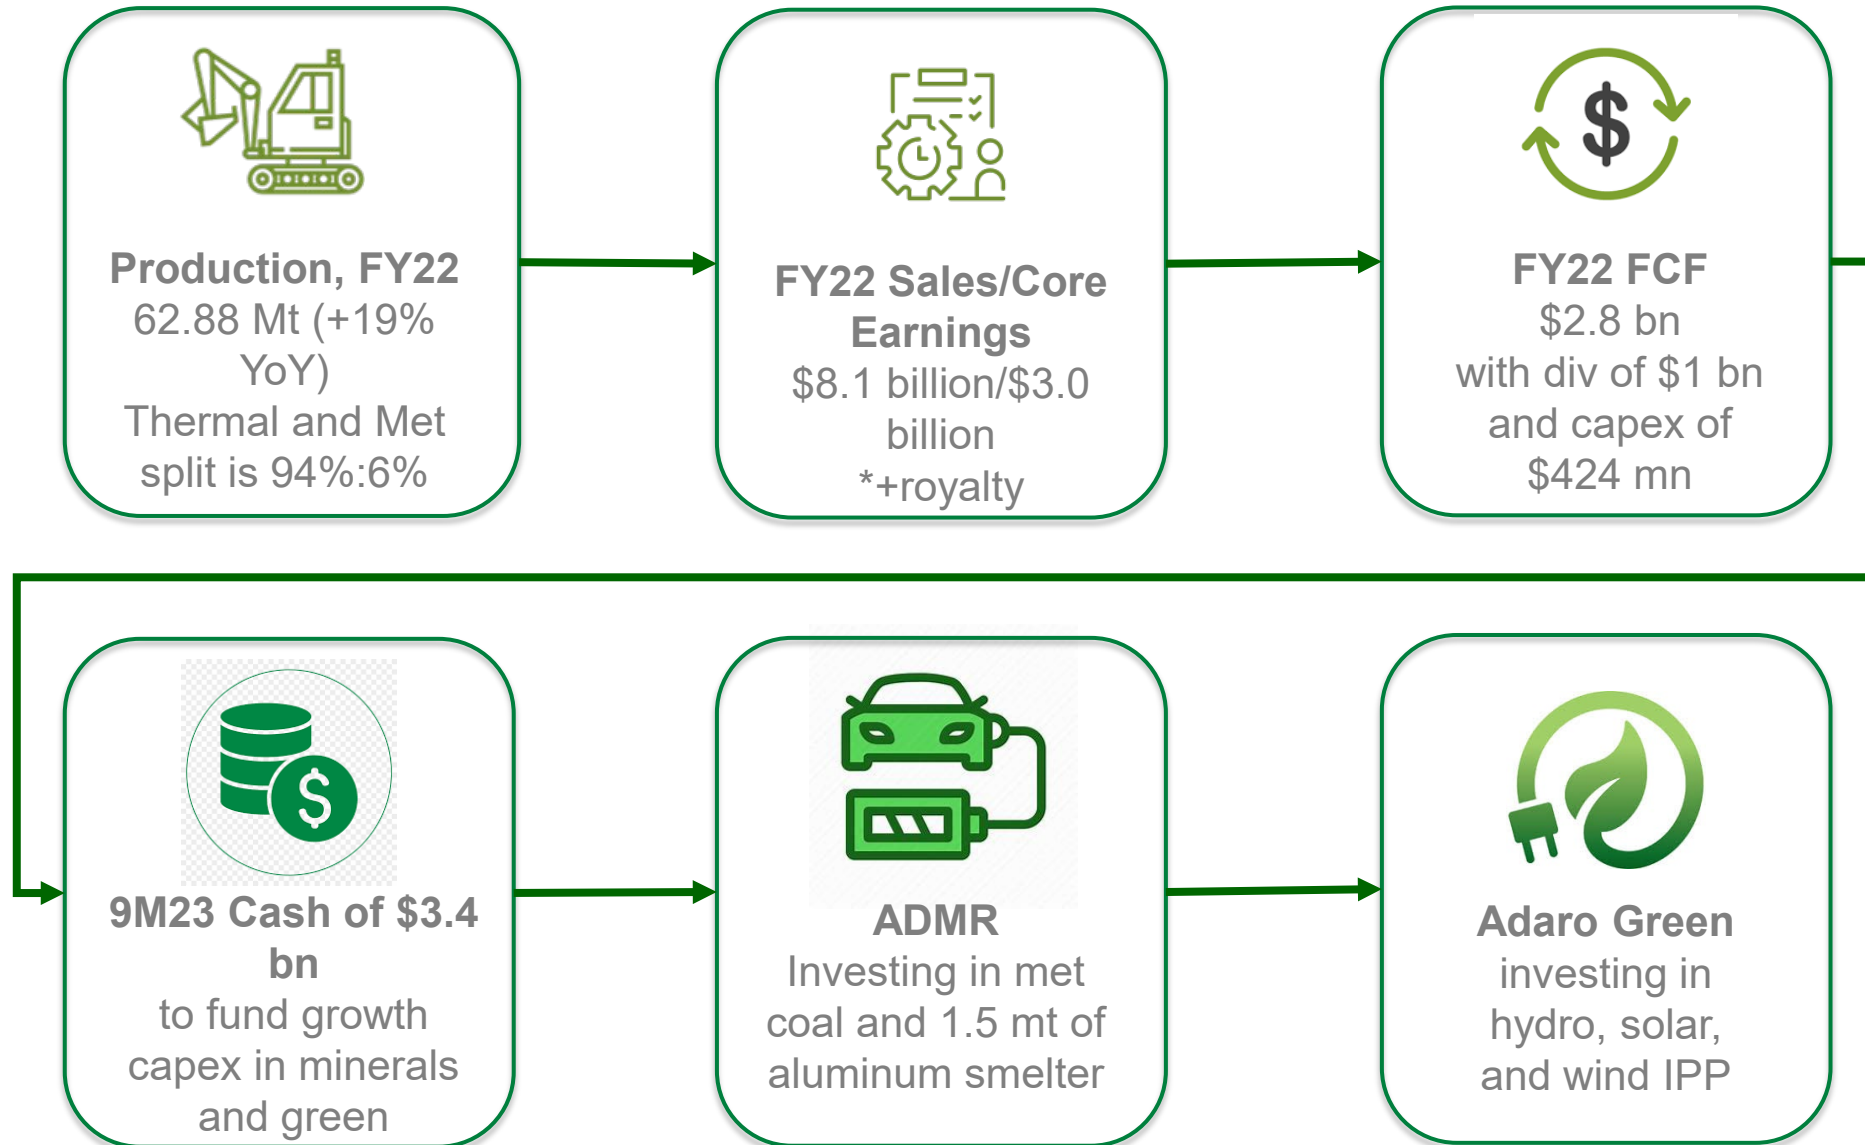 Production, FY22
62.88 Mt (+19%
YoY)
Thermal and Met
split is 94%:6%
FY22 Sales/Core
Earnings
$8.1 billion/$3.0
billion
*+royalty
$
FY22 FCF
$2.8 bn
with div of $1 bn
and capex of
$424 mn
$
9M23 Cash of $3.4
bn
to fund growth
capex in minerals
and green
ADMR
Investing in met
coal and 1.5 mt of
aluminum smelter
Adaro Green
investing in
hydro, solar,
and wind IPP